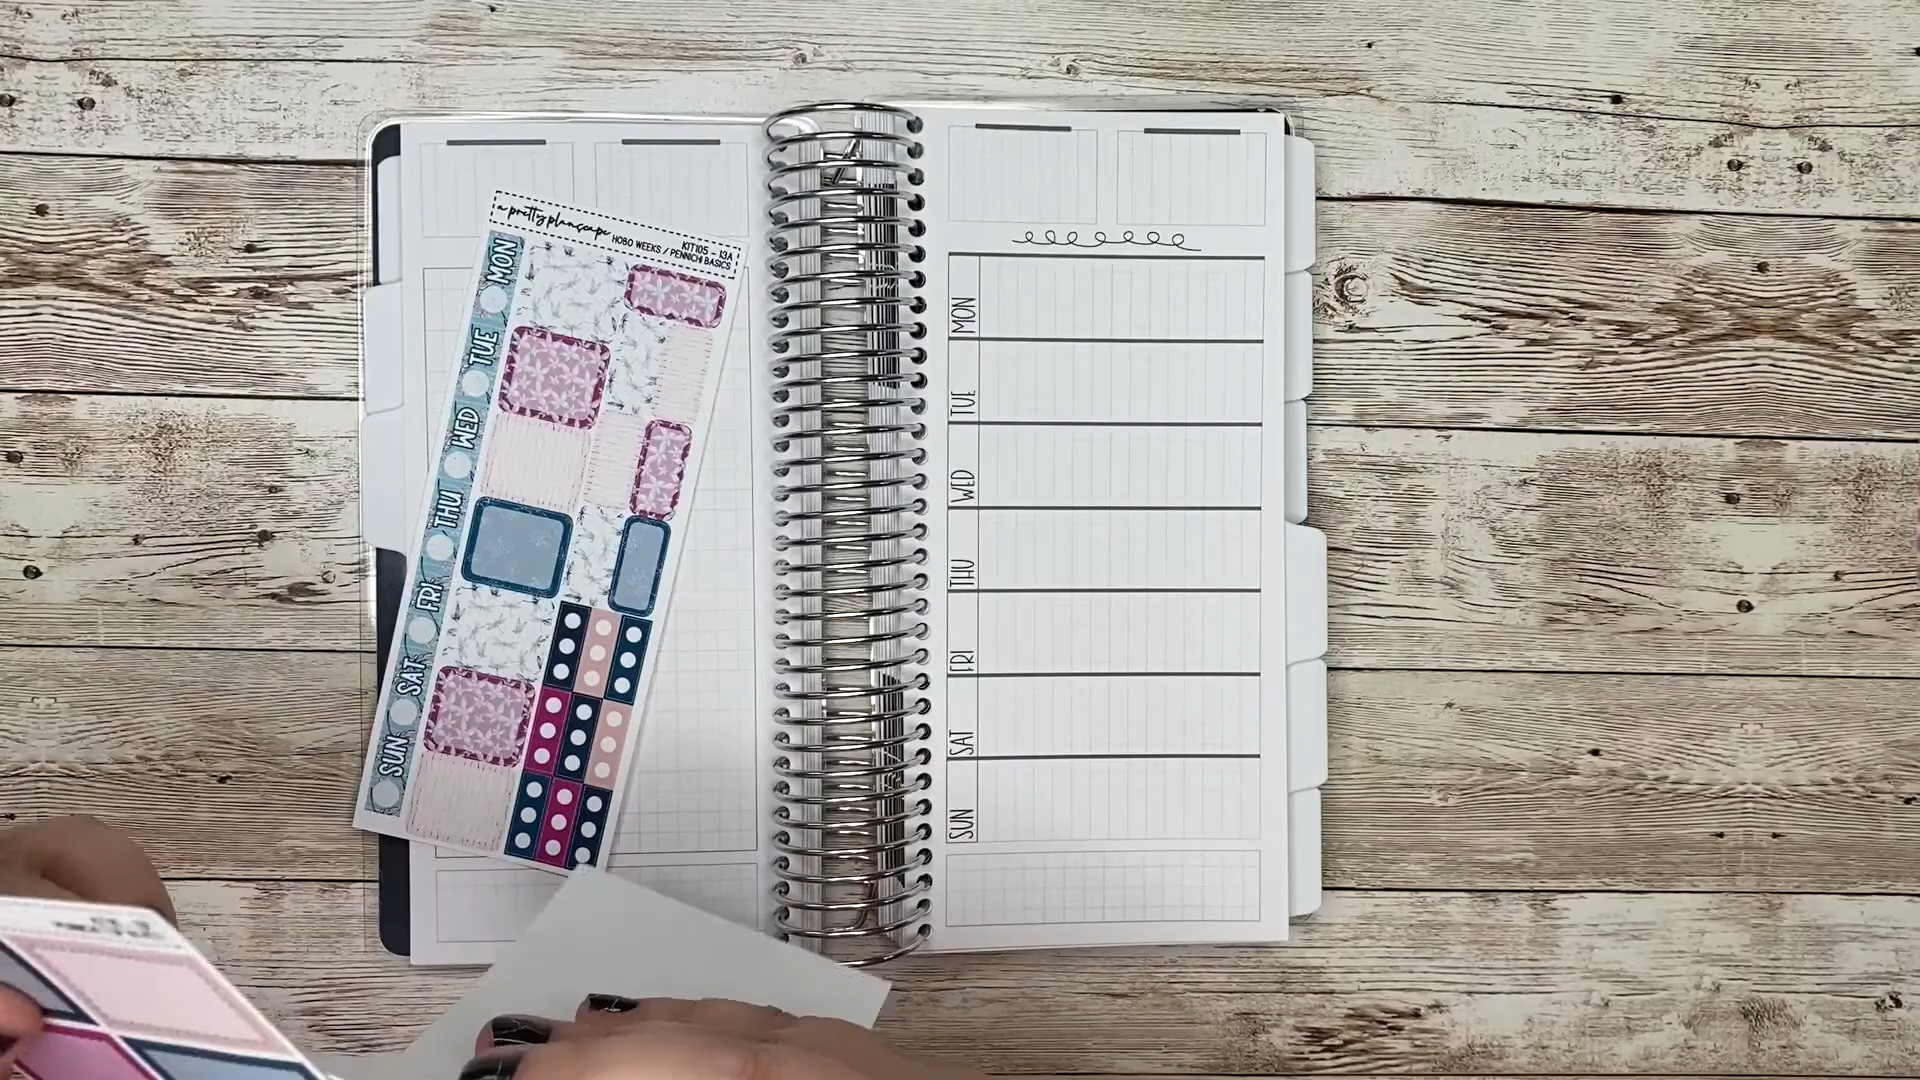 a pretty planscape
KIT105 - 13A
HOBO WEEKS / PENNICHI BASICS
MON
TUE
WED
THU
FRI
SAT
SUN
MON
TUE
WED
THU
FRI
SAT
SUN